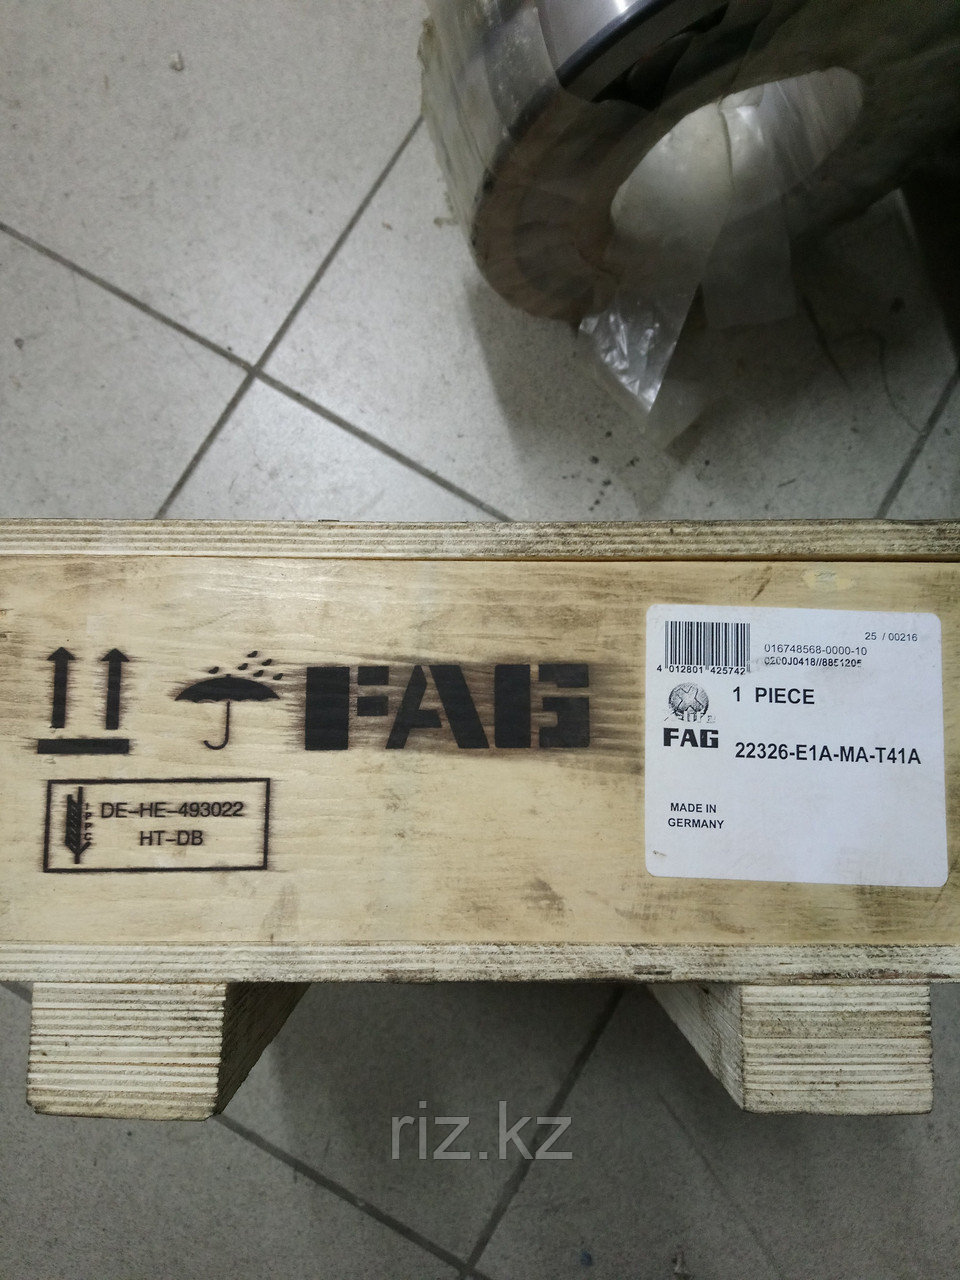 FAG
IPPC
DE-HE-493022
HT-DB
25 / 00216
016748568-0000-10
4 012801 425742
1 PIECE
FAG
22326-E1A-MA-T41A
MADE IN
GERMANY
riz.kz